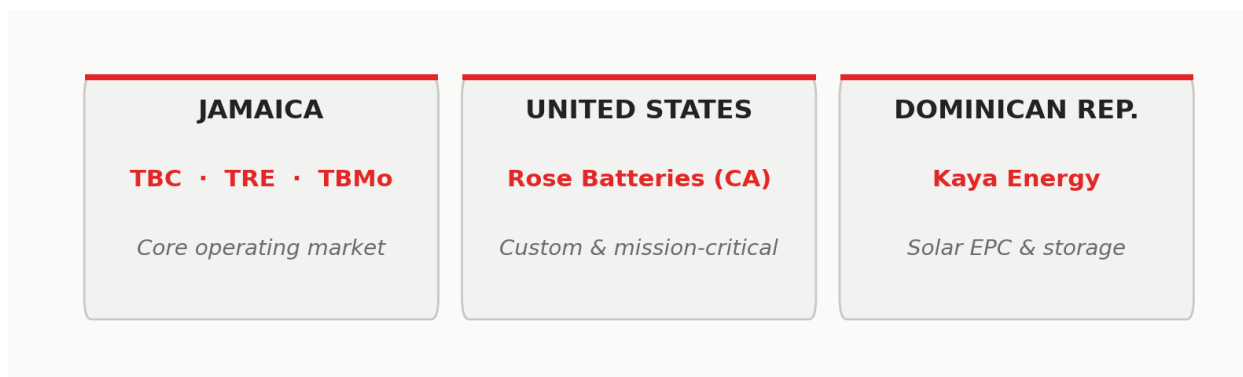 JAMAICA
TBC · TRE · TBMo
Core operating market
UNITED STATES
Rose Batteries (CA)
Custom & mission-critical
DOMINICAN REP.
Kaya Energy
Solar EPC & storage